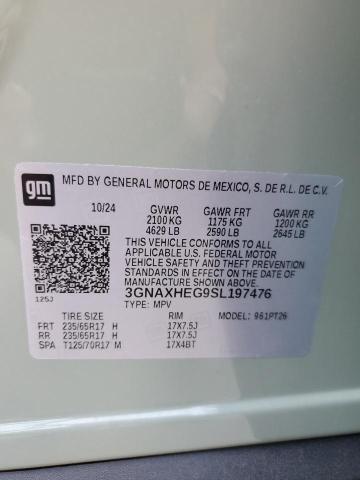 gm
MFD BY GENERAL MOTORS DE MEXICO, S. DE R.L. DE C.V.
10/24 GVWR GAWR FRT GAWR RR
2100 KG 1175 KG 1200 KG
4629 LB 2590 LB 2645 LB
THIS VEHICLE CONFORMS TO ALL
APPLICABLE U.S. FEDERAL MOTOR
VEHICLE SAFETY, BUMPER, AND
THEFT PREVENTION STANDARDS
IN EFFECT ON THE DATE OF
MANUFACTURE SHOWN ABOVE.
3GNAXHEG9SL197476
125J TYPE: MPV
TIRE SIZE RIM MODEL: 961PT26
FRT 235/65R17 H 17X7.5J
RR 235/65R17 H 17X7.5J
SPA T125/70R17 M 17X4BT